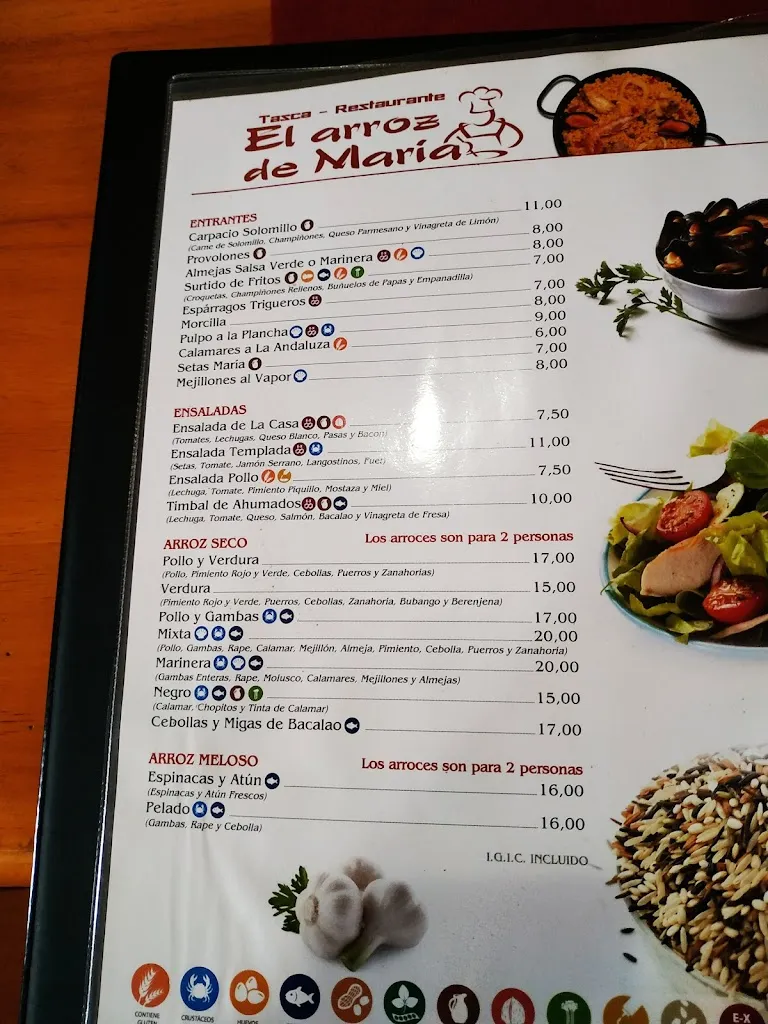 Tasca - Restaurante
El arroz
de María
ENTRANTES
Carpacio Solomillo 11,00
(Carne de Solomillo, Champiñones, Queso Parmesano y Vinagreta de Limón)
Provolones 8,00
Almejas Salsa Verde o Marinera 8,00
Surtido de Fritos 7,00
(Croquetas, Champiñones Rellenos, Buñuelos de Papas y Empanadilla)
Espárragos Trigueros 7,00
Morcilla 8,00
Pulpo a la Plancha 9,00
Calamares a La Andaluza 6,00
Setas María 7,00
Mejillones al Vapor 8,00
ENSALADAS
Ensalada de La Casa 7,50
(Tomates, Lechugas, Queso Blanco, Pasas y Bacon)
Ensalada Templada 11,00
(Setas, Tomate, Jamón Serrano, Langostinos, Fuet)
Ensalada Pollo 7,50
(Lechuga, Tomate, Pimiento Piquillo, Mostaza y Miel)
Timbal de Ahumados 10,00
(Lechuga, Tomate, Queso, Salmón, Bacalao y Vinagreta de Fresa)
ARROZ SECO Los arroces son para 2 personas
Pollo y Verdura 17,00
(Pollo, Pimiento Rojo y Verde, Cebollas, Puerros y Zanahorias)
Verdura 15,00
(Pimiento Rojo y Verde, Puerros, Cebollas, Zanahoria, Bubango y Berenjena)
Pollo y Gambas 17,00
Mixta 20,00
(Pollo, Gambas, Rape, Calamar, Mejillón, Almeja, Pimiento, Cebolla, Puerros y Zanahoria)
Marinera 20,00
(Gambas Enteras, Rape, Molusco, Calamares, Mejillones y Almejas)
Negro 15,00
(Calamar, Chopitos y Tinta de Calamar)
Cebollas y Migas de Bacalao 17,00
ARROZ MELOSO Los arroces son para 2 personas
Espinacas y Atún 16,00
(Espinacas y Atún Frescos)
Pelado 16,00
(Gambas, Rape y Cebolla)
I.G.I.C. INCLUIDO
E-X
CONTIENE
GLUTEN
CRUSTÁCEOS
HUEVOS